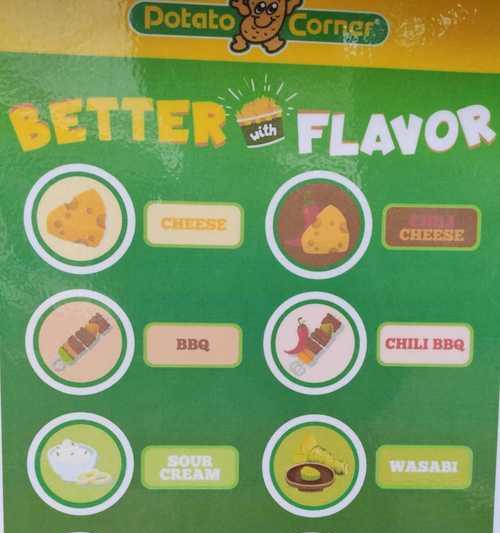 Potato Corner
BETTER with FLAVOR
CHEESE
CHILI
CHEESE
BBQ
CHILI BBQ
SOUR
CREAM
WASABI